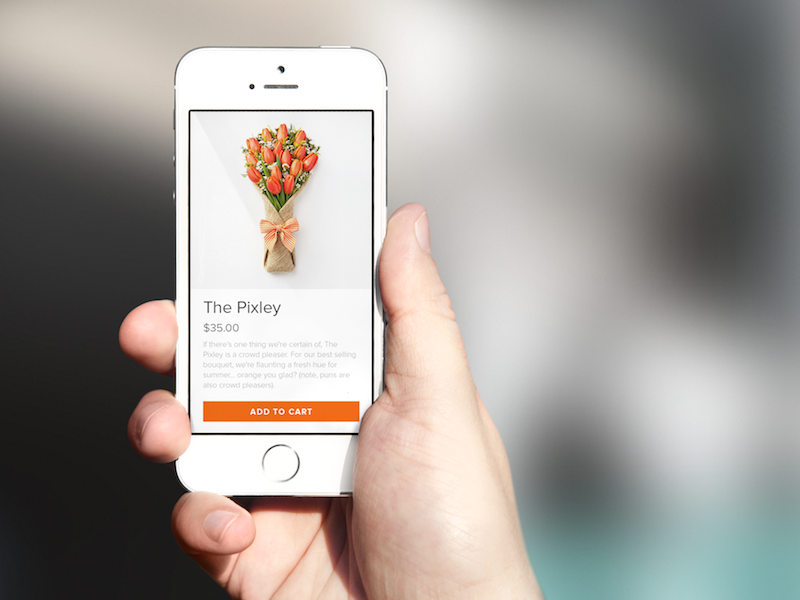 The Pixley
$35.00
If there's one thing we're certain of, The
Pixley is a crowd pleaser. For our best selling
bouquet, we're flaunting a fresh hue for
summer... orange you glad? (note, puns are
also crowd pleasers).
ADD TO CART